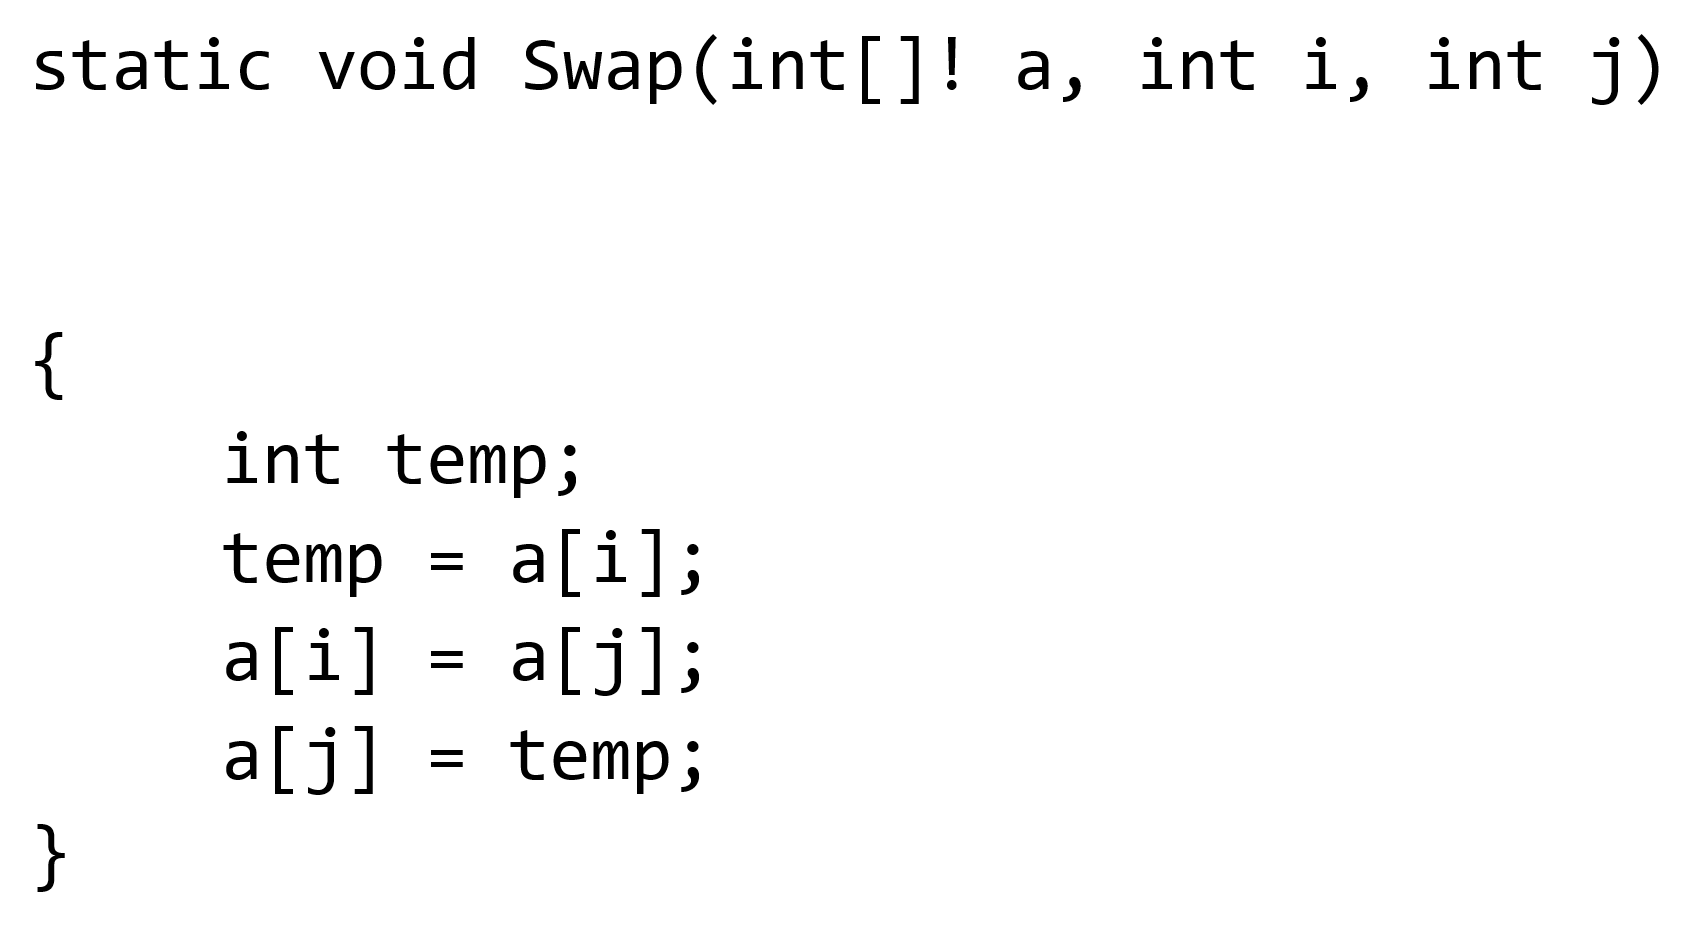 static void Swap(int[]! a, int i, int j)
{
int temp;
temp = a[i];
a[i] = a[j];
a[j] = temp;
}